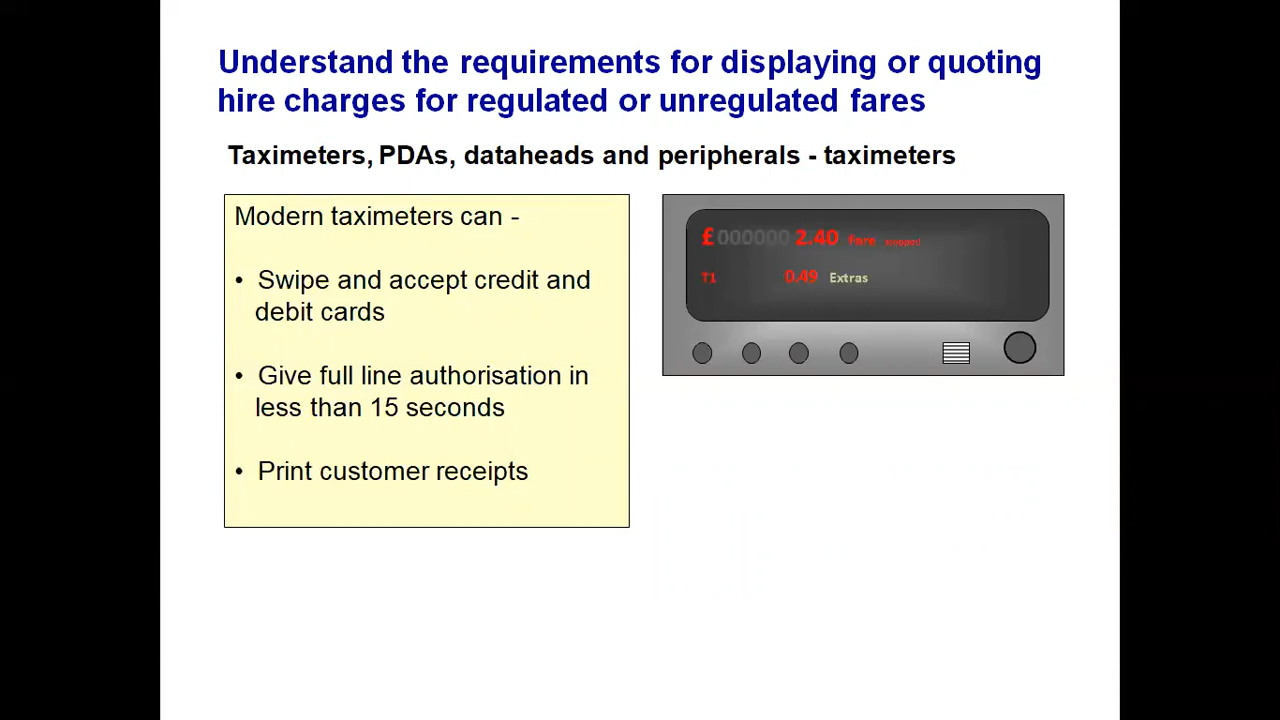 Understand the requirements for displaying or quoting
hire charges for regulated or unregulated fares
Taximeters, PDAs, dataheads and peripherals - taximeters
Modern taximeters can -
• Swipe and accept credit and
debit cards
• Give full line authorisation in
less than 15 seconds
• Print customer receipts
£000000 2.40 Fare stopped
T1 0.49 Extras